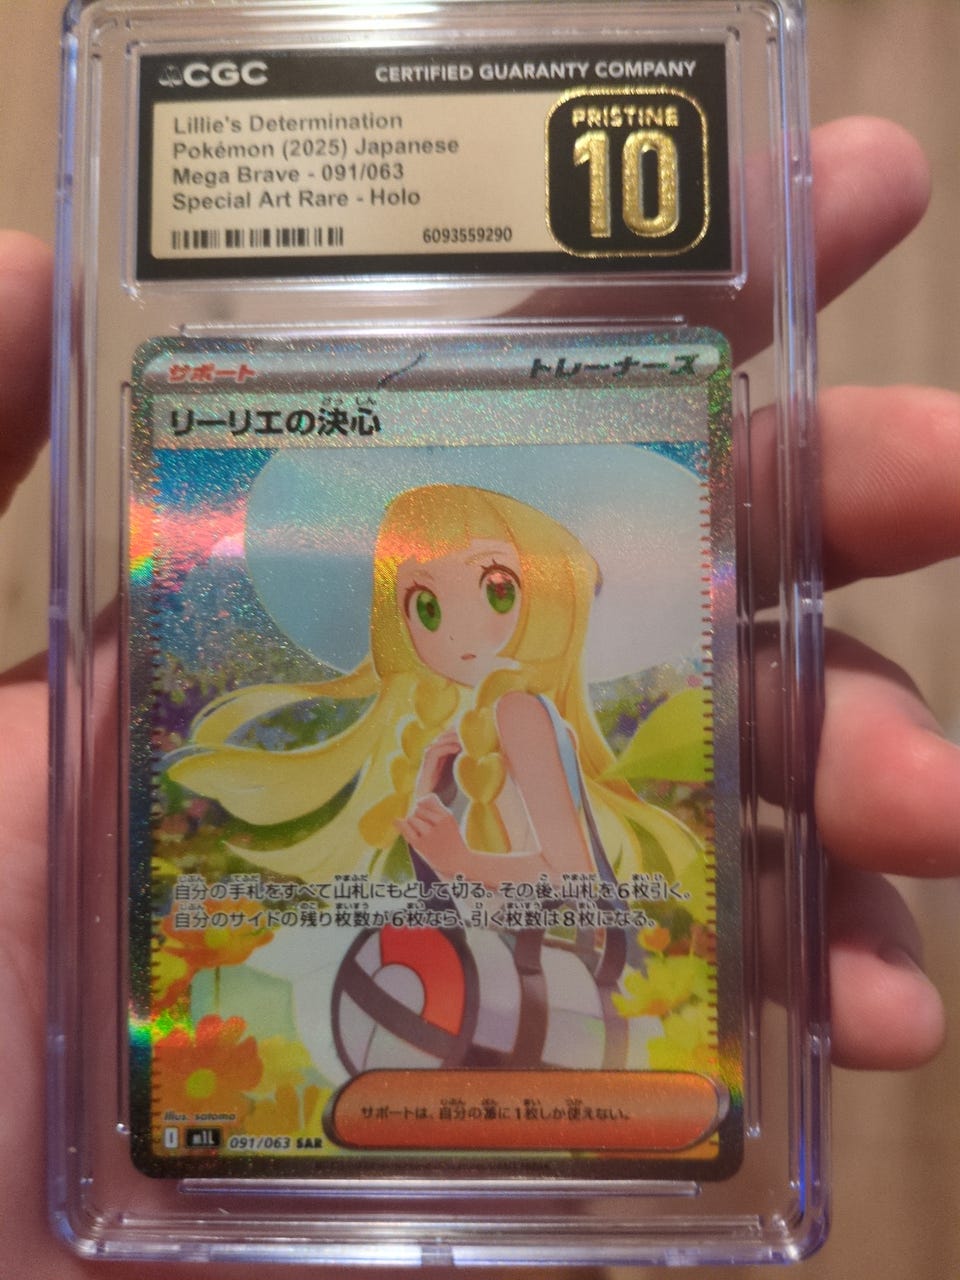 CGC CERTIFIED GUARANTY COMPANY
Lillie's Determination
Pokémon (2025) Japanese
Mega Brave - 091/063
Special Art Rare - Holo
6093559290
PRISTINE
10
サポート トレーナーズ
リーリエの決心
自分の手札をすべて山札にもどして切る。その後、山札を6枚引く。
自分のサイドの残り枚数が6枚なら、引く枚数は8枚になる。
サポートは、自分の番に1枚しか使えない。
Illus. satoma
I m1L 091/063 SAR